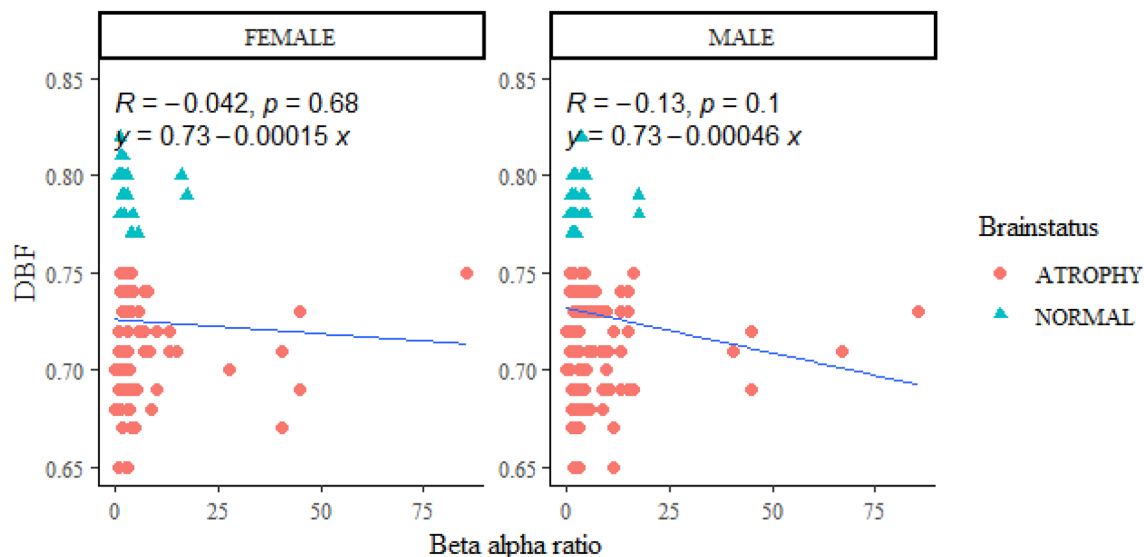 FEMALE
MALE
R = −0.042, p = 0.68
y = 0.73 − 0.00015 x
R = −0.13, p = 0.1
y = 0.73 − 0.00046 x
DBF
0.85
0.80
0.75
0.70
0.65
0.85
0.80
0.75
0.70
0.65
0 25 50 75
0 25 50 75
Beta alpha ratio
Brainstatus
ATROPHY
NORMAL